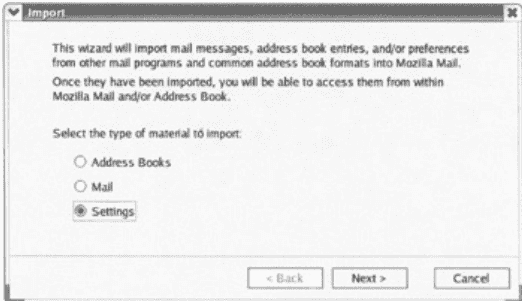 Import
This wizard will import mail messages, address book entries, and/or preferences
from other mail programs and common address book formats into Mozilla Mail.
Once they have been imported, you will be able to access them from within
Mozilla Mail and/or Address Book.
Select the type of material to import:
Address Books
Mail
Settings
< Back
Next >
Cancel